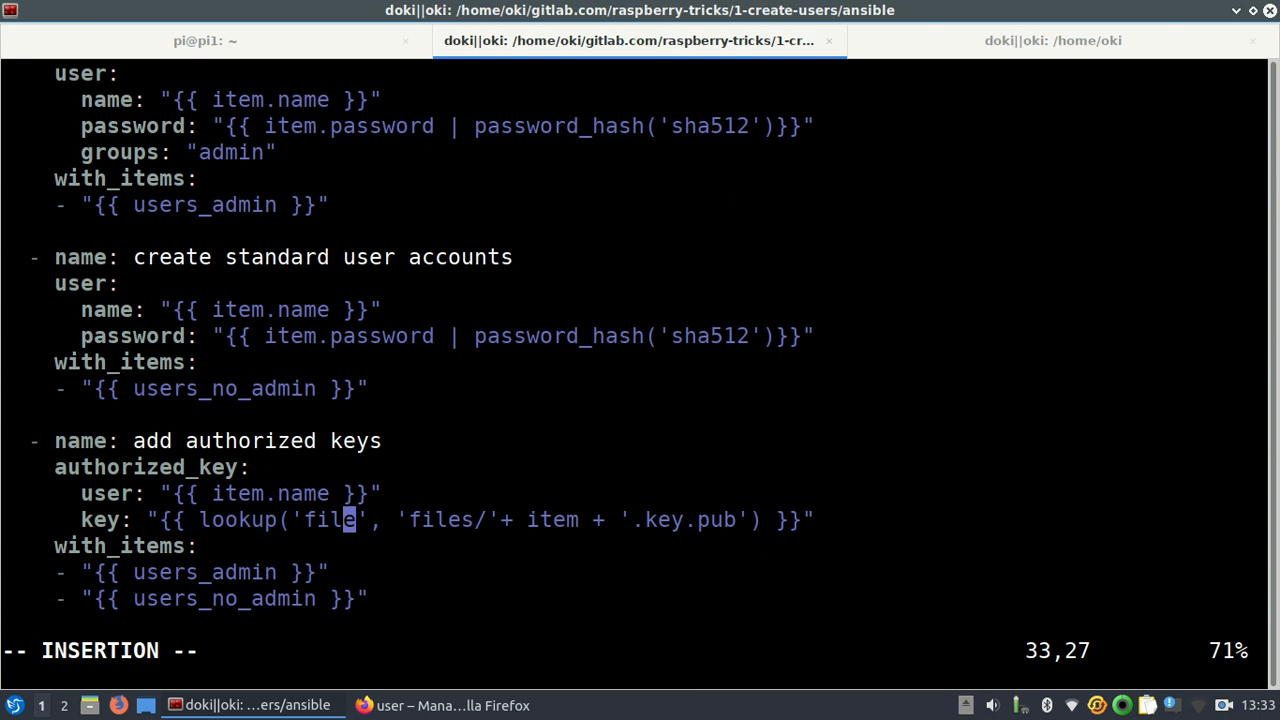 doki||oki: /home/oki/gitlab.com/raspberry-tricks/1-create-users/ansible
pi@pi1: ~ × doki||oki: /home/oki/gitlab.com/raspberry-tricks/1-cr... × doki||oki: /home/oki ×
user:
name: "{{ item.name }}"
password: "{{ item.password | password_hash('sha512')}}"
groups: "admin"
with_items:
- "{{ users_admin }}"
- name: create standard user accounts
user:
name: "{{ item.name }}"
password: "{{ item.password | password_hash('sha512')}}"
with_items:
- "{{ users_no_admin }}"
- name: add authorized keys
authorized_key:
user: "{{ item.name }}"
key: "{{ lookup('file', 'files/'+ item + '.key.pub') }}"
with_items:
- "{{ users_admin }}"
- "{{ users_no_admin }}"
-- INSERTION -- 33,27 71%
1 2 doki||oki: ...ers/ansible user – Mana...lla Firefox 13:33